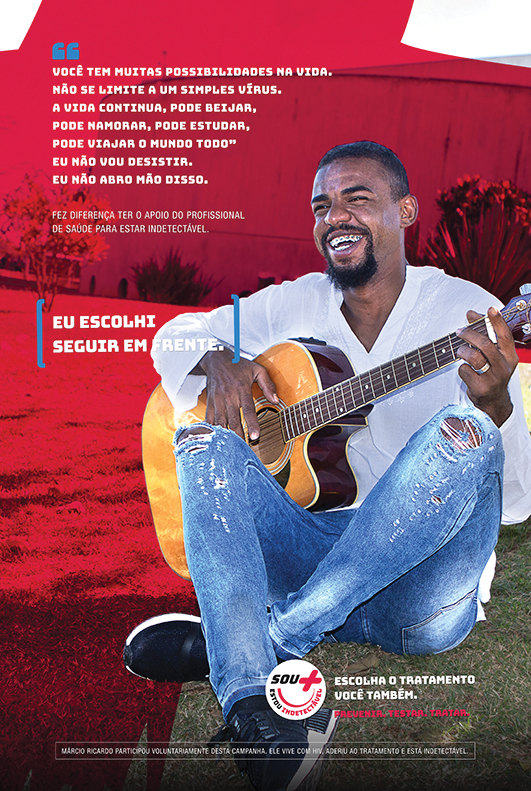 VOCÊ TEM MUITAS POSSIBILIDADES NA VIDA.
NÃO SE LIMITE A UM SIMPLES VÍRUS.
A VIDA CONTINUA, PODE BEIJAR,
PODE NAMORAR, PODE ESTUDAR,
PODE VIAJAR O MUNDO TODO”
EU NÃO VOU DESISTIR.
EU NÃO ABRO MÃO DISSO.
FEZ DIFERENÇA TER O APOIO DO PROFISSIONAL
DE SAÚDE PARA ESTAR INDETECTÁVEL.
EU ESCOLHI
SEGUIR EM FRENTE.
SOU+
ESTOU INDETECTÁVEL
ESCOLHA O TRATAMENTO
VOCÊ TAMBÉM.
PREVENIR. TESTAR. TRATAR.
MÁRCIO RICARDO PARTICIPOU VOLUNTARIAMENTE DESTA CAMPANHA. ELE VIVE COM HIV, ADERIU AO TRATAMENTO E ESTÁ INDETECTÁVEL.